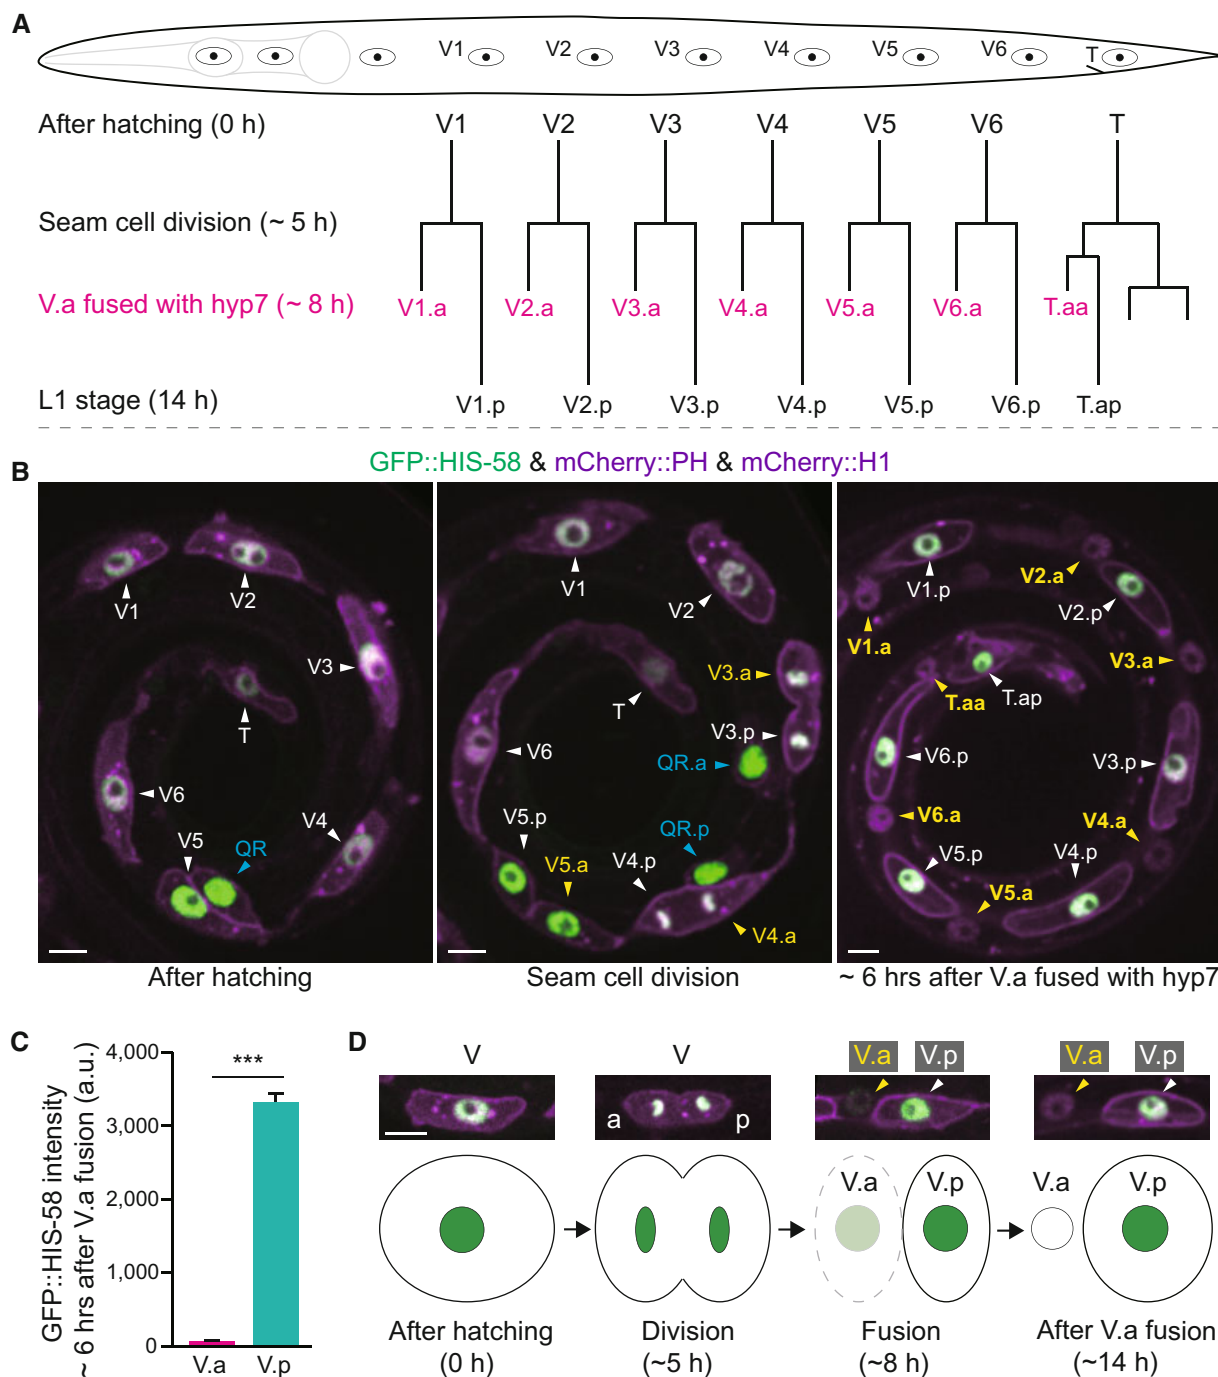 A
V1 V2 V3 V4 V5 V6 T
After hatching (0 h) V1 V2 V3 V4 V5 V6 T
Seam cell division (~ 5 h)
V.a fused with hyp7 (~ 8 h) V1.a V2.a V3.a V4.a V5.a V6.a T.aa
L1 stage (14 h) V1.p V2.p V3.p V4.p V5.p V6.p T.ap
B
GFP::HIS-58 & mCherry::PH & mCherry::H1
V1
V2
V3
T
V6
V4
V5
QR
After hatching
V1
V2
V3.a
T
V3.p
V6
QR.a
V5.p
QR.p
V5.a
V4.p
V4.a
Seam cell division
V1.p
V2.a
V2.p
V1.a
V3.a
T.aa
T.ap
V6.p
V3.p
V6.a
V4.a
V5.p
V4.p
V5.a
~ 6 hrs after V.a fused with hyp7
C
GFP::HIS-58 intensity
~ 6 hrs after V.a fusion (a.u.)
4,000
3,000
2,000
1,000
0
***
V.a V.p
D
V V V.a V.p V.a V.p
a p
V.a V.p V.a V.p
After hatching Division Fusion After V.a fusion
(0 h) (~5 h) (~8 h) (~14 h)